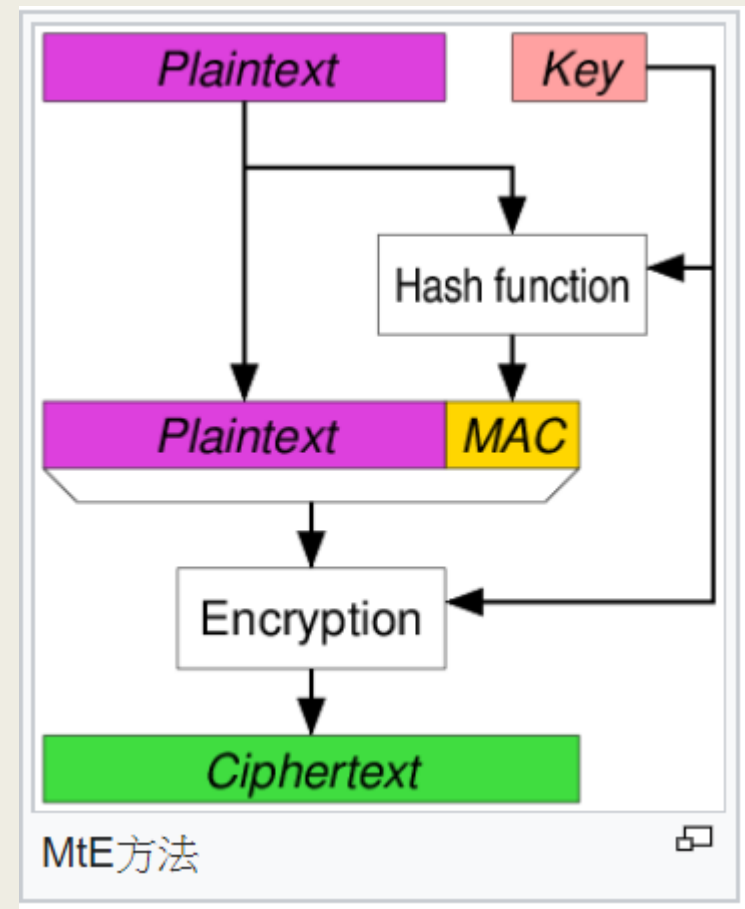 Plaintext
Key
Hash function
Plaintext
MAC
Encryption
Ciphertext
MtE方法